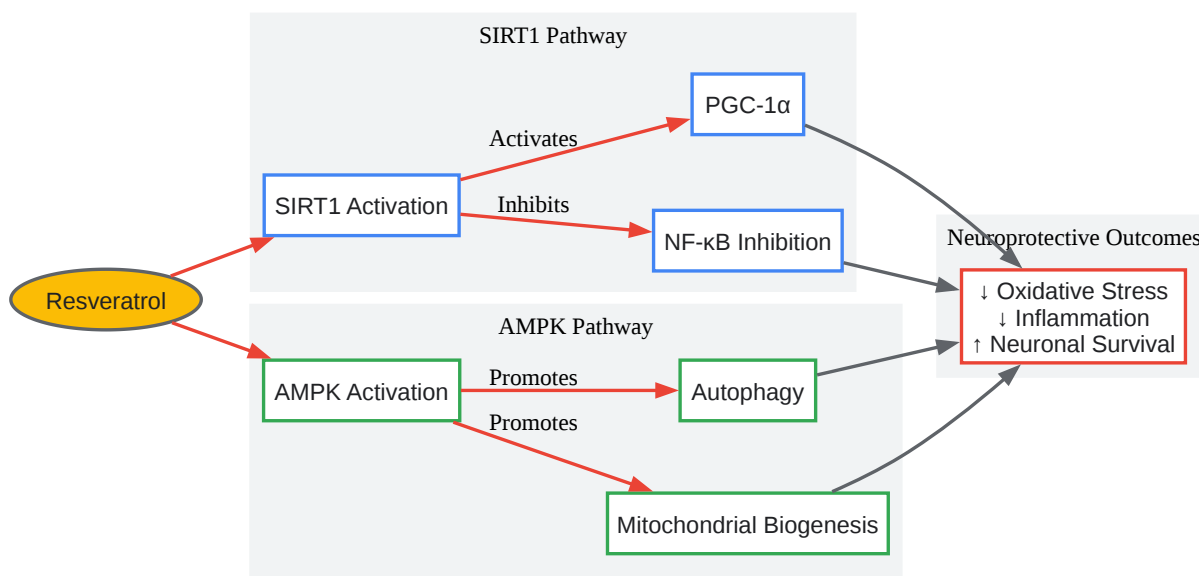 SIRT1 Pathway
PGC-1α
Activates
SIRT1 Activation
Inhibits
NF-κB Inhibition
Resveratrol
Neuroprotective Outcomes
↓ Oxidative Stress
↓ Inflammation
↑ Neuronal Survival
AMPK Pathway
AMPK Activation
Promotes
Autophagy
Promotes
Mitochondrial Biogenesis